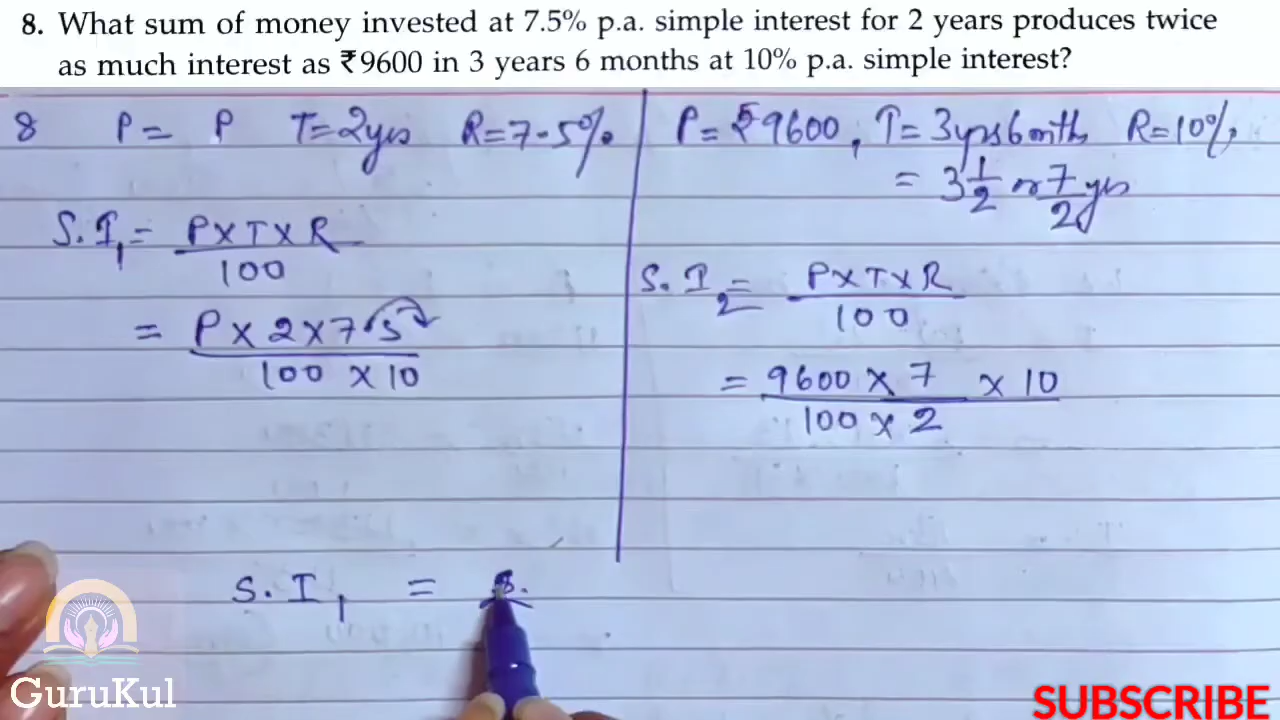 8. What sum of money invested at 7.5% p.a. simple interest for 2 years produces twice
as much interest as ₹9600 in 3 years 6 months at 10% p.a. simple interest?
8 P = P T=2yrs R=7.5%
S.I₁ = P×T×R
100
= P × 2 × 75
100 × 10
P = ₹9600, T = 3yrs 6mths R=10%
= 3 1/2 or 7/2 yrs
S.I₂ = P×T×R
100
= 9600 × 7 × 10
100 × 2
S.I₁ =
GuruKul
SUBSCRIBE